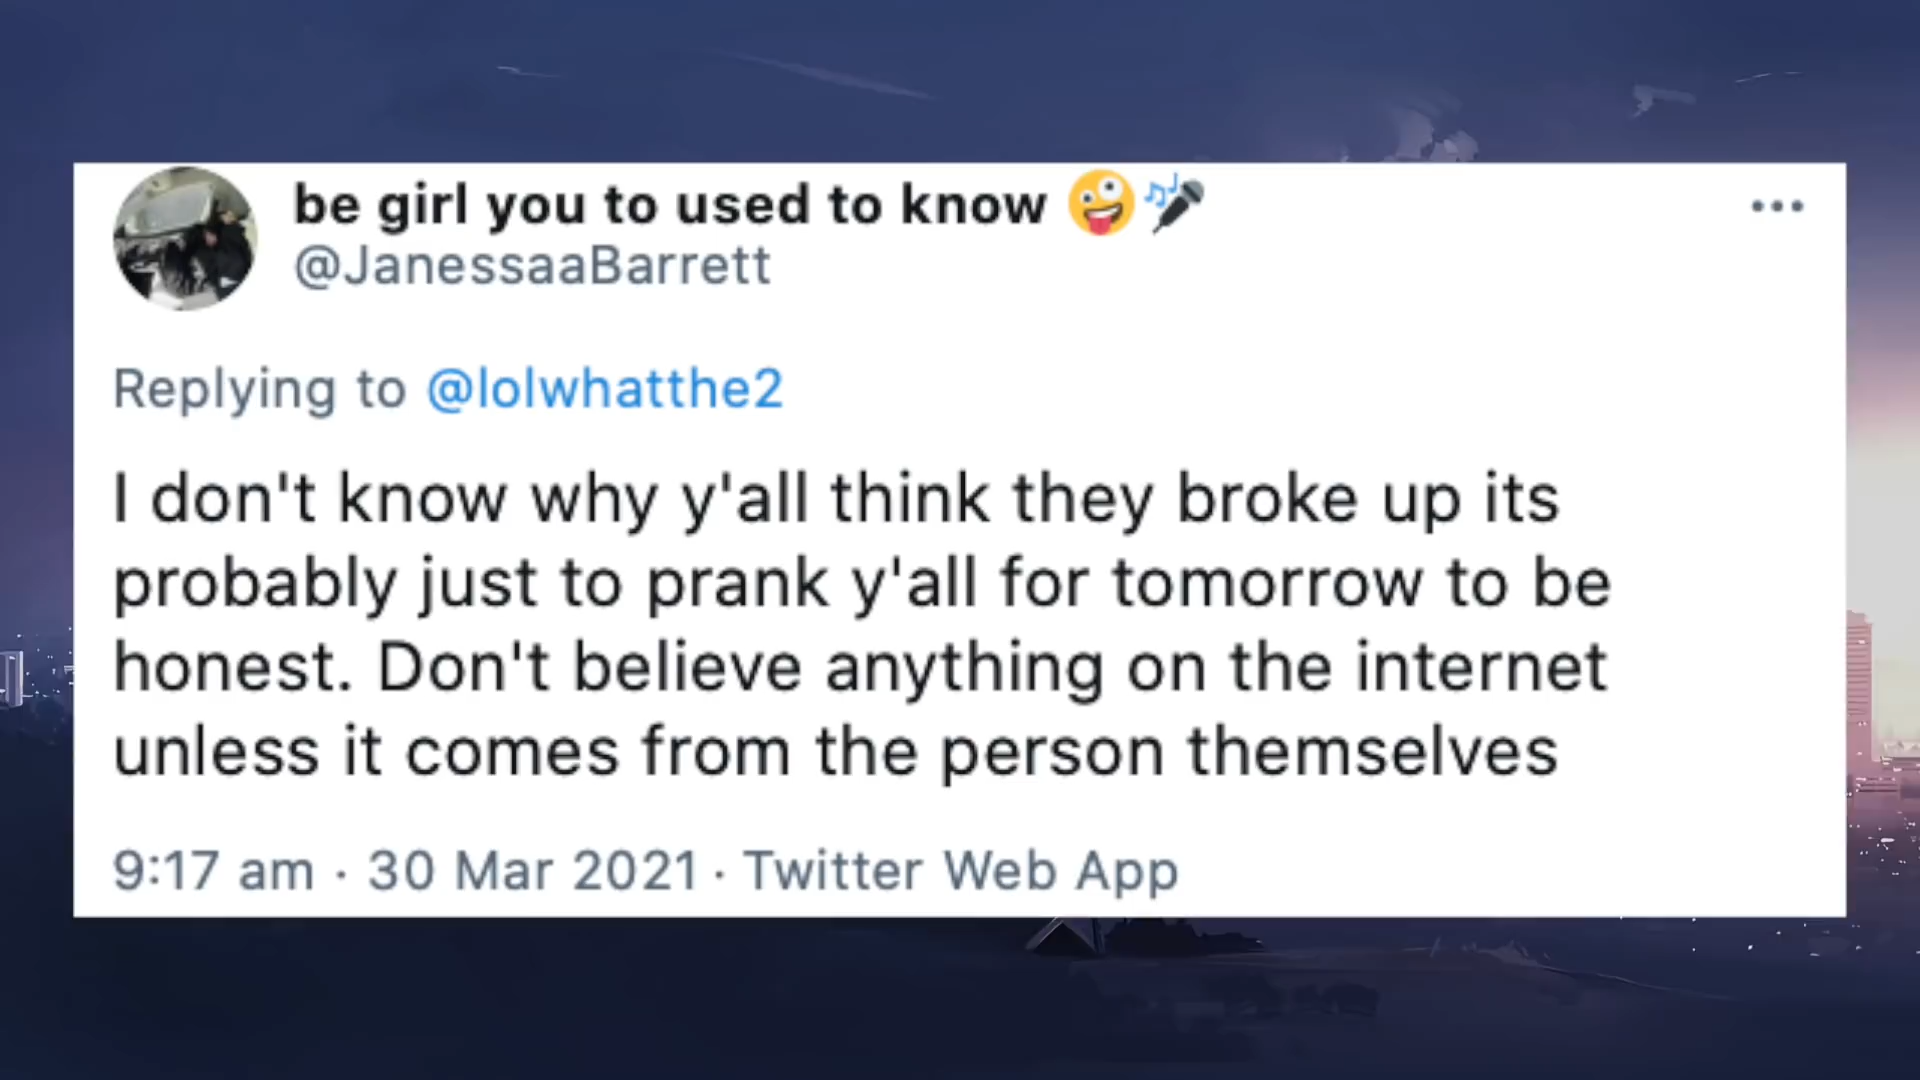 be girl you to used to know 🤪🎤
@JanessaaBarrett
Replying to @lolwhatthe2
I don't know why y'all think they broke up its
probably just to prank y'all for tomorrow to be
honest. Don't believe anything on the internet
unless it comes from the person themselves
9:17 am · 30 Mar 2021 · Twitter Web App